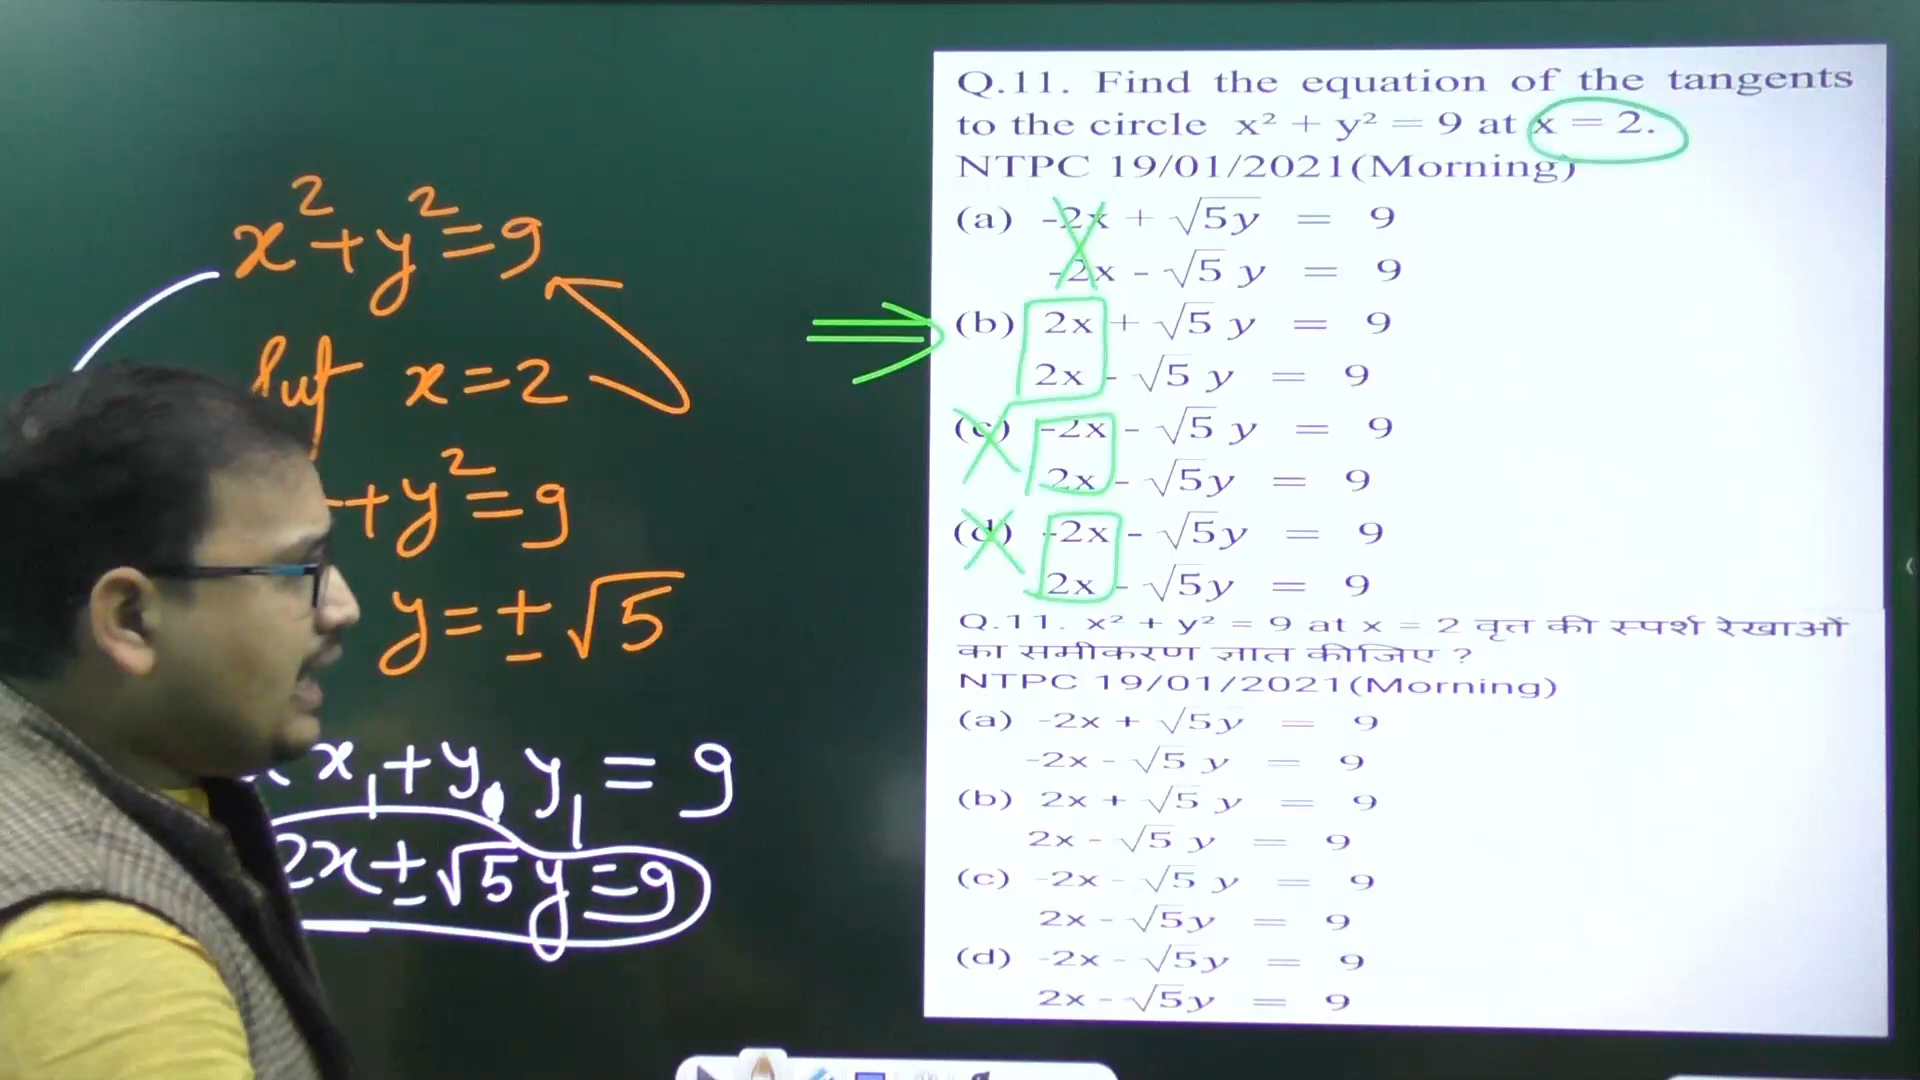 x² + y² = 9
Put x = 2
+ y² = 9
y = ± √5
x₁ + y y₁ = 9
2x ± √5 y = 9
Q.11. Find the equation of the tangents
to the circle x² + y² = 9 at x = 2.
NTPC 19/01/2021(Morning)
(a) -2x + √5y = 9
-2x - √5 y = 9
(b) 2x + √5 y = 9
2x - √5 y = 9
(c) -2x - √5 y = 9
2x - √5y = 9
(d) -2x - √5y = 9
2x - √5y = 9
Q.11. x² + y² = 9 at x = 2 वृत की स्पर्श रेखाओं
का समीकरण ज्ञात कीजिए ?
NTPC 19/01/2021(Morning)
(a) -2x + √5y = 9
-2x - √5 y = 9
(b) 2x + √5 y = 9
2x - √5 y = 9
(c) -2x - √5 y = 9
2x - √5y = 9
(d) -2x - √5y = 9
2x - √5y = 9